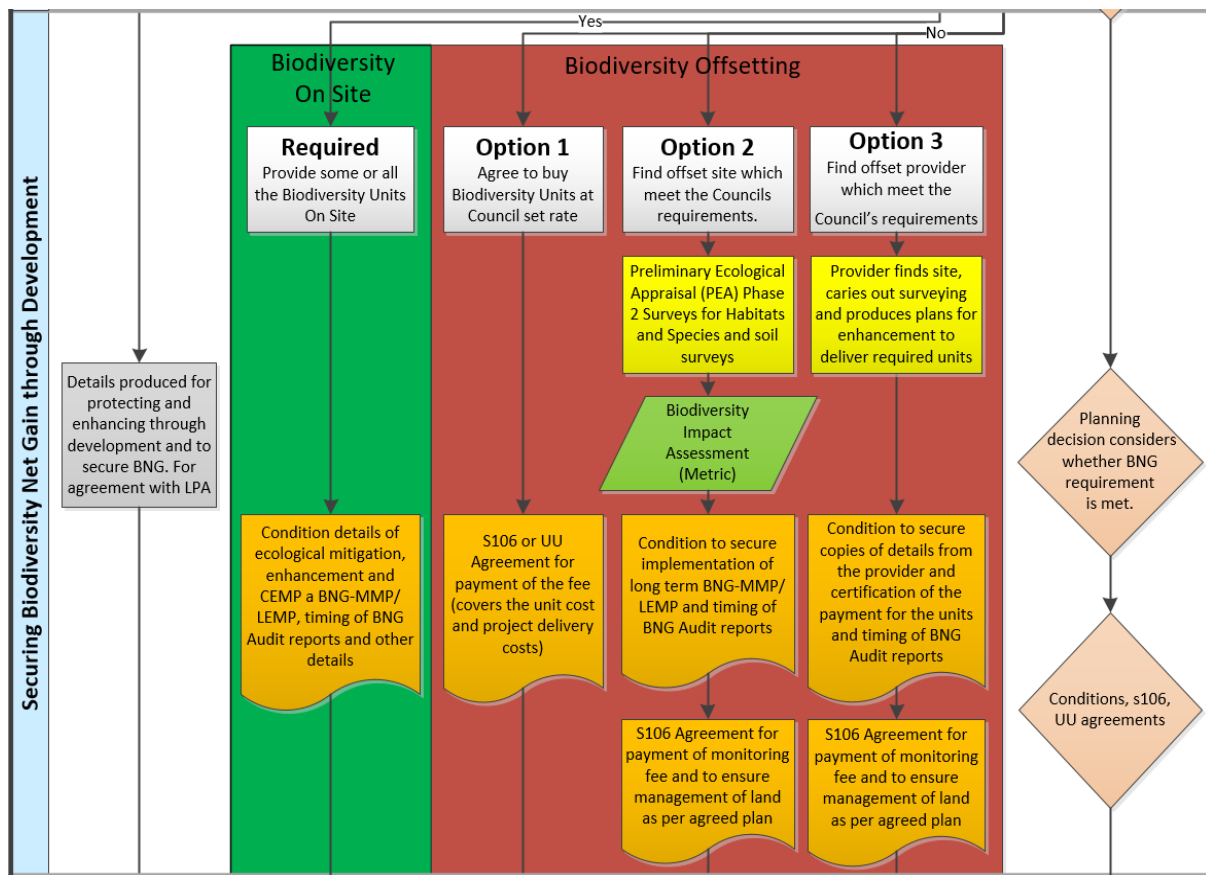 Securing Biodiversity Net Gain through Development
Yes
No
Biodiversity
On Site
Biodiversity Offsetting
Required
Provide some or all
the Biodiversity Units
On Site
Option 1
Agree to buy
Biodiversity Units at
Council set rate
Option 2
Find offset site which
meet the Councils
requirements.
Option 3
Find offset provider
which meet the
Council's requirements
Preliminary Ecological
Appraisal (PEA) Phase
2 Surveys for Habitats
and Species and soil
surveys
Provider finds site,
caries out surveying
and produces plans for
enhancement to
deliver required units
Details produced for
protecting and
enhancing through
development and to
secure BNG. For
agreement with LPA
Biodiversity
Impact
Assessment
(Metric)
Planning
decision considers
whether BNG
requirement
is met.
Condition details of
ecological mitigation,
enhancement and
CEMP a BNG-MMP/
LEMP, timing of BNG
Audit reports and other
details
S106 or UU
Agreement for
payment of the fee
(covers the unit cost
and project delivery
costs)
Condition to secure
implementation of
long term BNG-MMP/
LEMP and timing of
BNG Audit reports
Condition to secure
copies of details from
the provider and
certification of the
payment for the units
and timing of BNG
Audit reports
Conditions, s106,
UU agreements
S106 Agreement for
payment of monitoring
fee and to ensure
management of land
as per agreed plan
S106 Agreement for
payment of monitoring
fee and to ensure
management of land
as per agreed plan